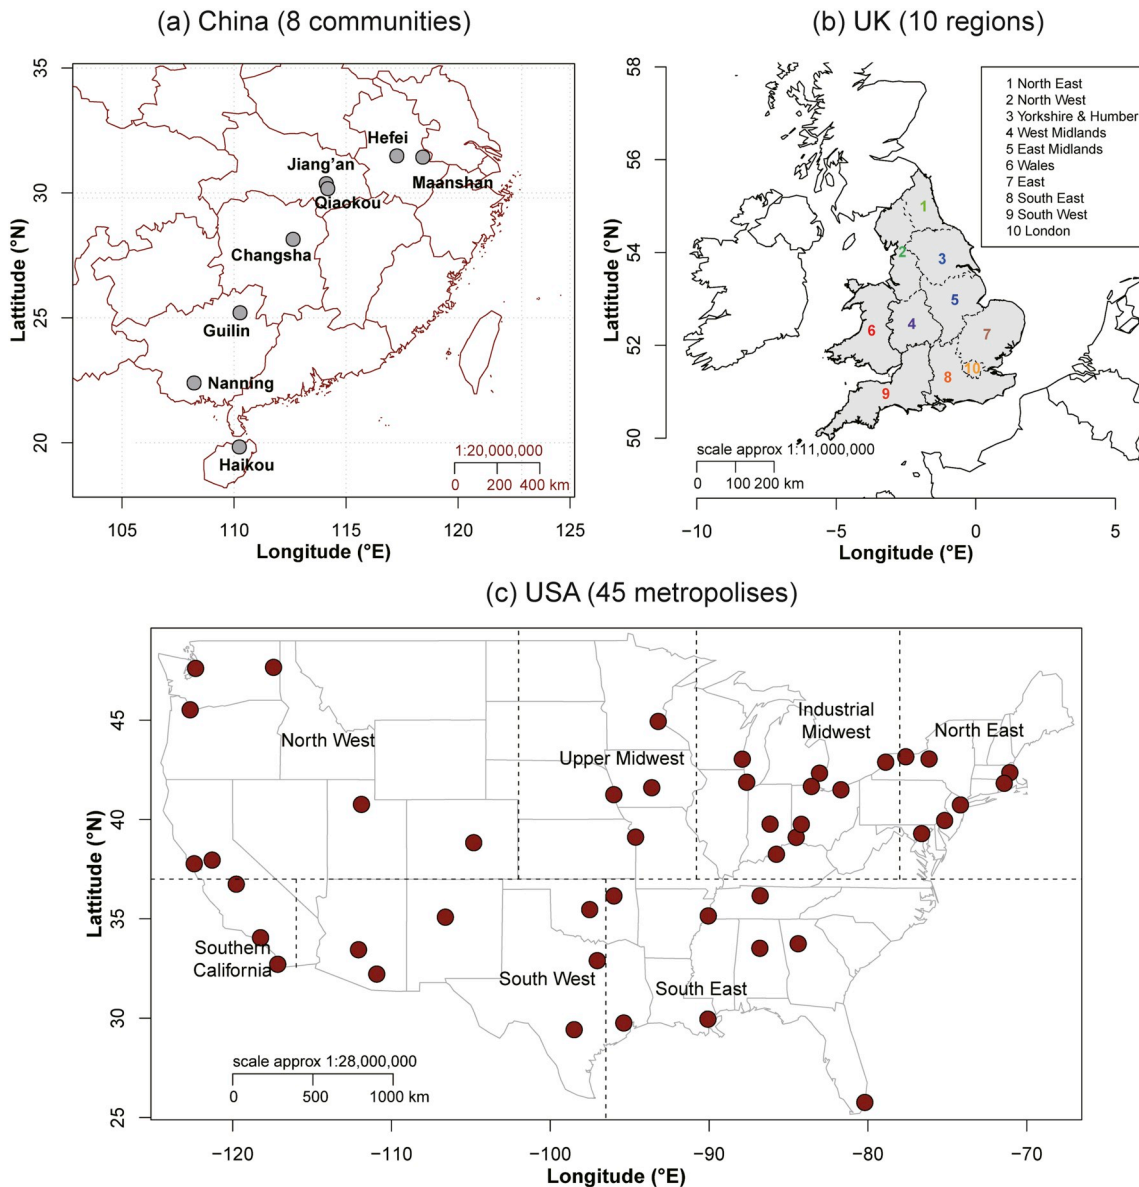 (a) China (8 communities)
(b) UK (10 regions)
35
30
25
20
Lattitude (°N)
Hefei
Jiang'an
Maanshan
Qiaokou
Changsha
Guilin
Nanning
Haikou
1:20,000,000
0 200 400 km
105 110 115 120 125
Longitude (°E)
58
56
54
52
50
Lattitude (°N)
1 North East
2 North West
3 Yorkshire & Humber
4 West Midlands
5 East Midlands
6 Wales
7 East
8 South East
9 South West
10 London
1
2
3
5
4
6
7
10
8
9
scale approx 1:11,000,000
0 100 200 km
−10 −5 0 5
Longitude (°E)
(c) USA (45 metropolises)
45
40
35
30
25
Lattitude (°N)
Industrial
Midwest
North East
North West
Upper Midwest
Southern
California
South West
South East
scale approx 1:28,000,000
0 500 1000 km
−120 −110 −100 −90 −80 −70
Longitude (°E)